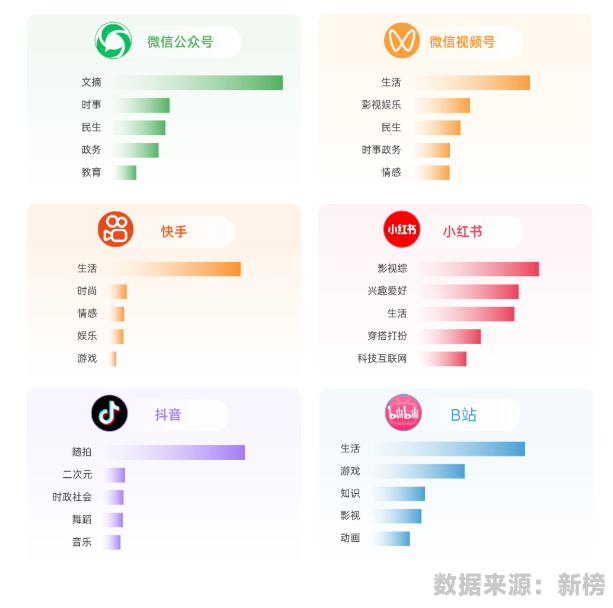 微信公众号
文摘
时事
民生
政务
教育
微信视频号
生活
影视娱乐
民生
时事政务
情感
快手
生活
时尚
情感
娱乐
游戏
小红书
小红书
影视综
兴趣爱好
生活
穿搭打扮
科技互联网
抖音
随拍
二次元
时政社会
舞蹈
音乐
bilibili
B站
生活
游戏
知识
影视
动画
数据来源：新榜